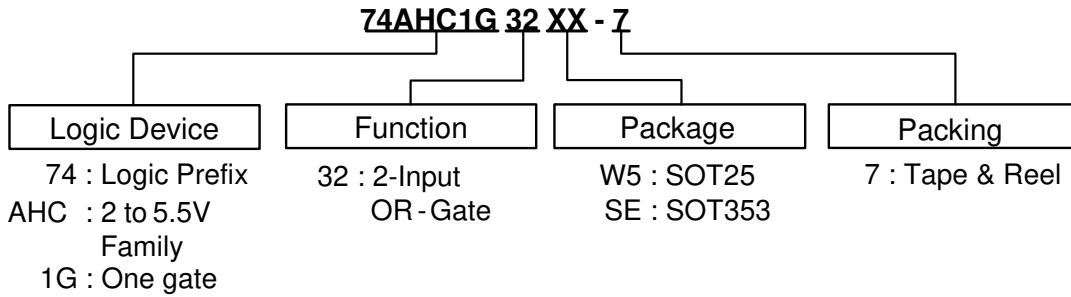 74AHC1G 32 XX - 7
Logic Device
Function
Package
Packing
74 : Logic Prefix
AHC : 2 to 5.5V
Family
1G : One gate
32 : 2-Input
OR-Gate
W5 : SOT25
SE : SOT353
7 : Tape & Reel